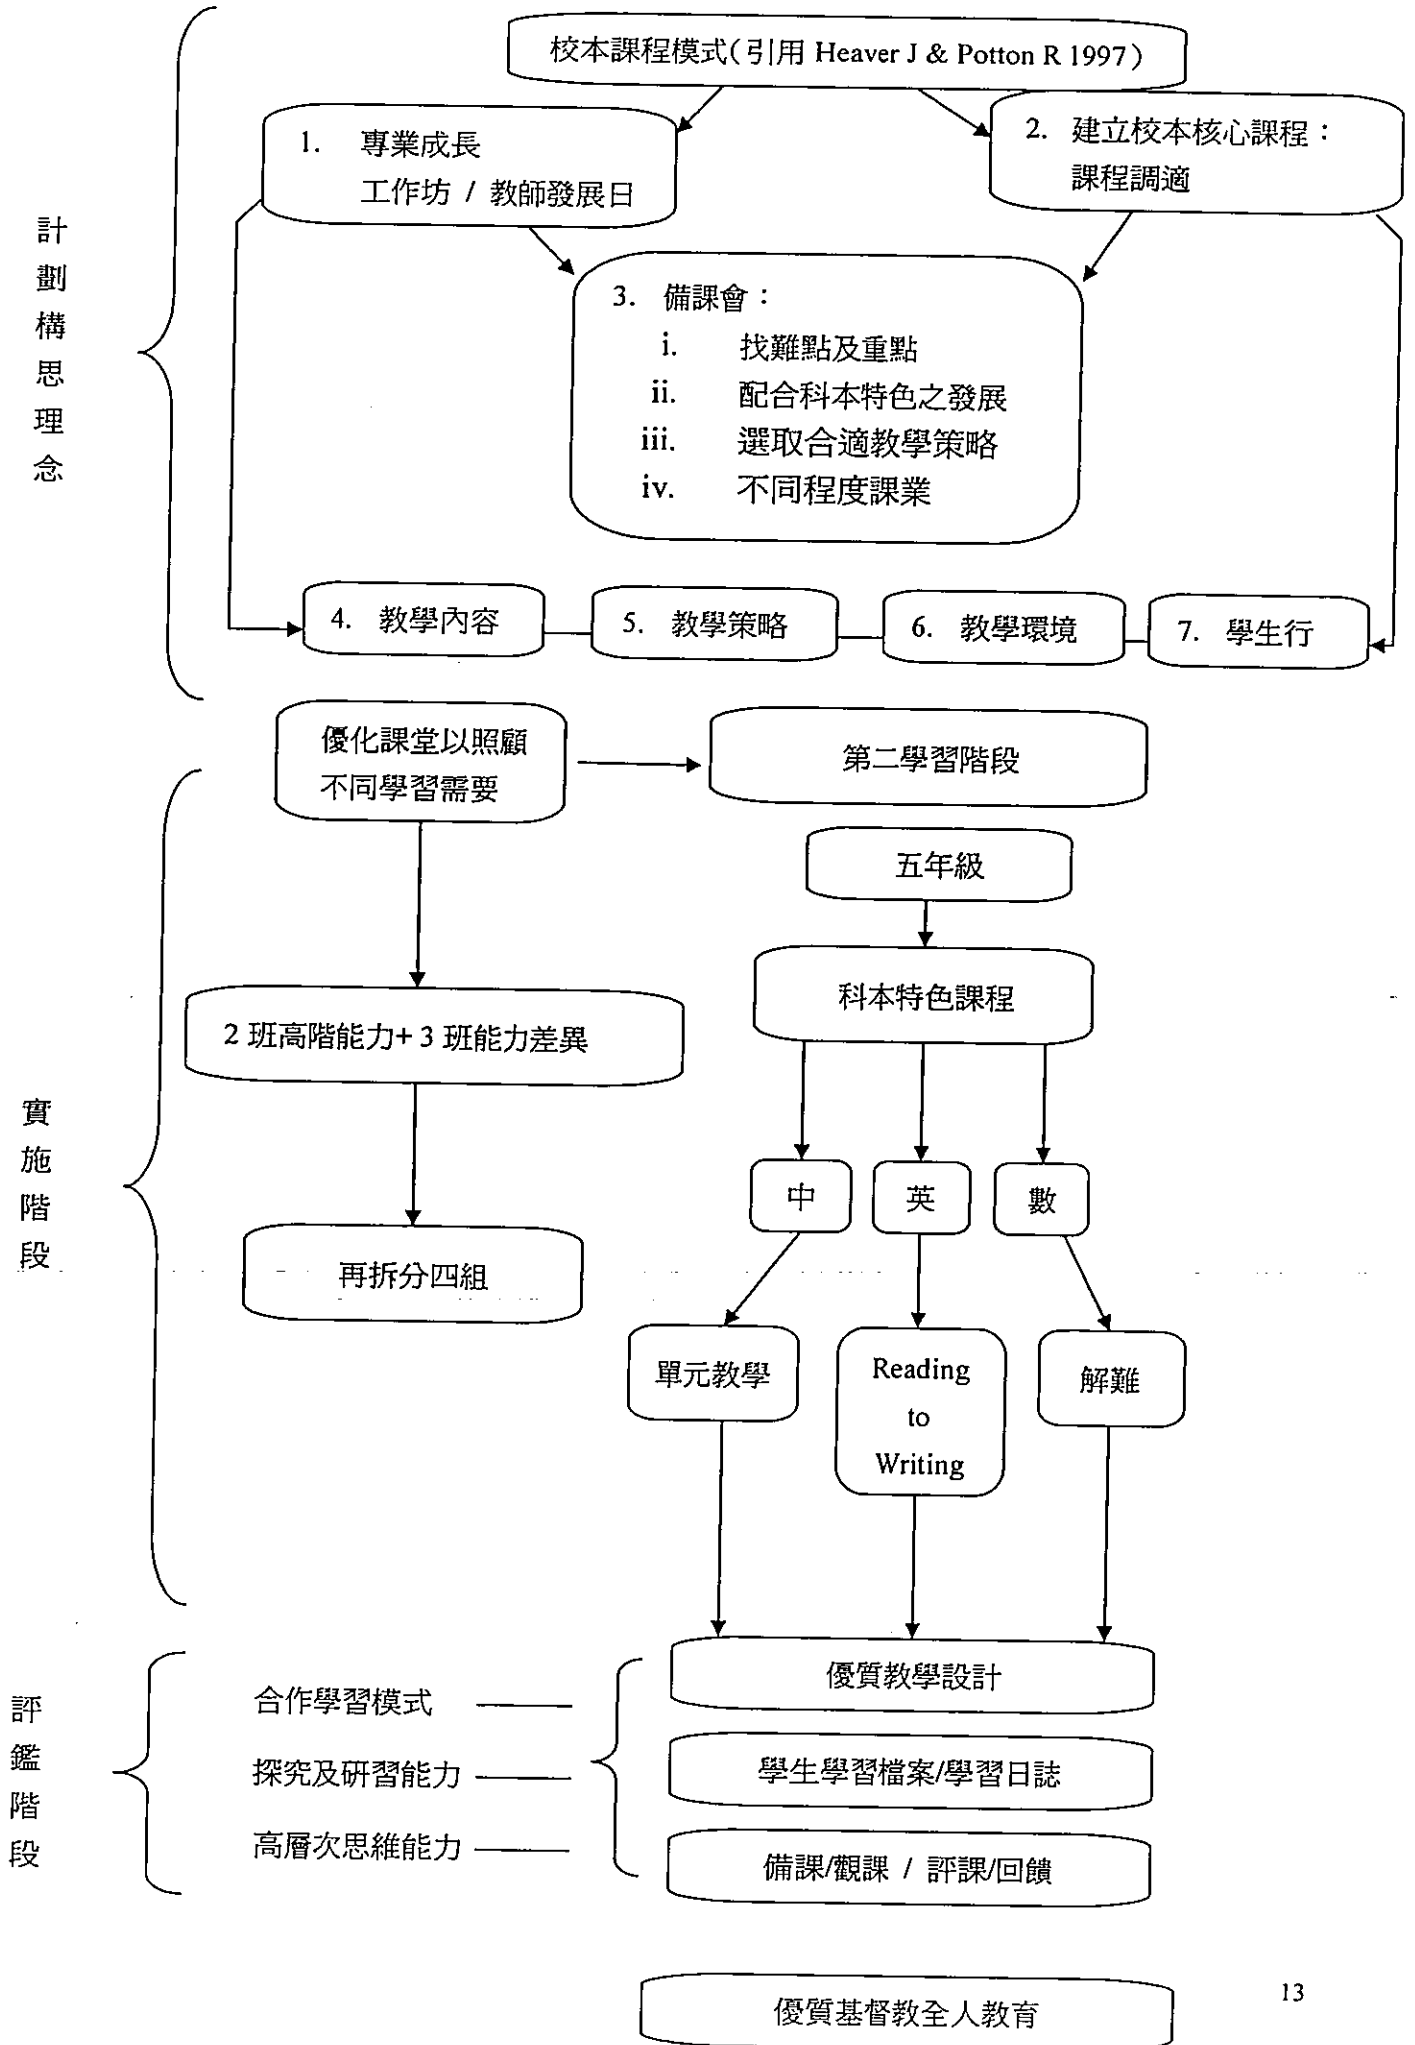 校本課程模式(引用 Heaver J & Potton R 1997)
1. 專業成長
工作坊 / 教師發展日
2. 建立校本核心課程：
課程調適
計劃構思理念
3. 備課會：
i. 找難點及重點
ii. 配合科本特色之發展
iii. 選取合適教學策略
iv. 不同程度課業
4. 教學內容
5. 教學策略
6. 教學環境
7. 學生行
優化課堂以照顧
不同學習需要
第二學習階段
五年級
科本特色課程
2 班高階能力+ 3 班能力差異
實施階段
中
英
數
再拆分四組
單元教學
Reading
to
Writing
解難
評鑑階段
合作學習模式
探究及研習能力
高層次思維能力
優質教學設計
學生學習檔案/學習日誌
備課/觀課 / 評課/回饋
優質基督教全人教育
13